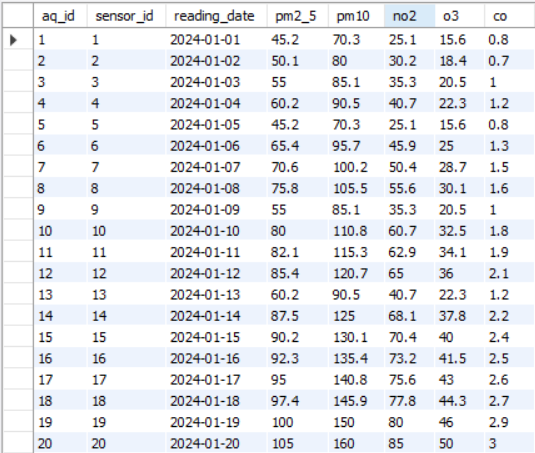 aq_id sensor_id reading_date pm2_5 pm10 no2 o3 co
1 1 2024-01-01 45.2 70.3 25.1 15.6 0.8
2 2 2024-01-02 50.1 80 30.2 18.4 0.7
3 3 2024-01-03 55 85.1 35.3 20.5 1
4 4 2024-01-04 60.2 90.5 40.7 22.3 1.2
5 5 2024-01-05 45.2 70.3 25.1 15.6 0.8
6 6 2024-01-06 65.4 95.7 45.9 25 1.3
7 7 2024-01-07 70.6 100.2 50.4 28.7 1.5
8 8 2024-01-08 75.8 105.5 55.6 30.1 1.6
9 9 2024-01-09 55 85.1 35.3 20.5 1
10 10 2024-01-10 80 110.8 60.7 32.5 1.8
11 11 2024-01-11 82.1 115.3 62.9 34.1 1.9
12 12 2024-01-12 85.4 120.7 65 36 2.1
13 13 2024-01-13 60.2 90.5 40.7 22.3 1.2
14 14 2024-01-14 87.5 125 68.1 37.8 2.2
15 15 2024-01-15 90.2 130.1 70.4 40 2.4
16 16 2024-01-16 92.3 135.4 73.2 41.5 2.5
17 17 2024-01-17 95 140.8 75.6 43 2.6
18 18 2024-01-18 97.4 145.9 77.8 44.3 2.7
19 19 2024-01-19 100 150 80 46 2.9
20 20 2024-01-20 105 160 85 50 3